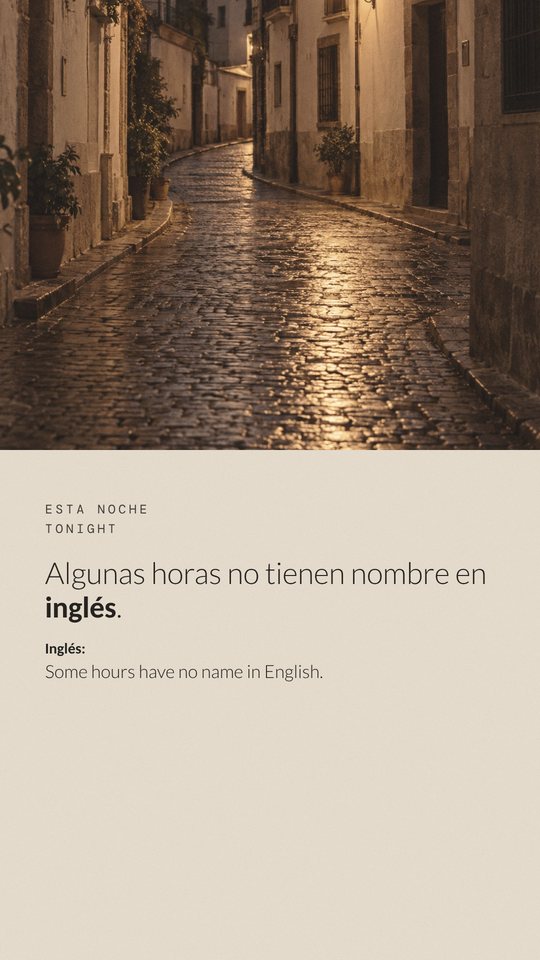 ESTA NOCHE
TONIGHT
Algunas horas no tienen nombre en
inglés.
Inglés:
Some hours have no name in English.